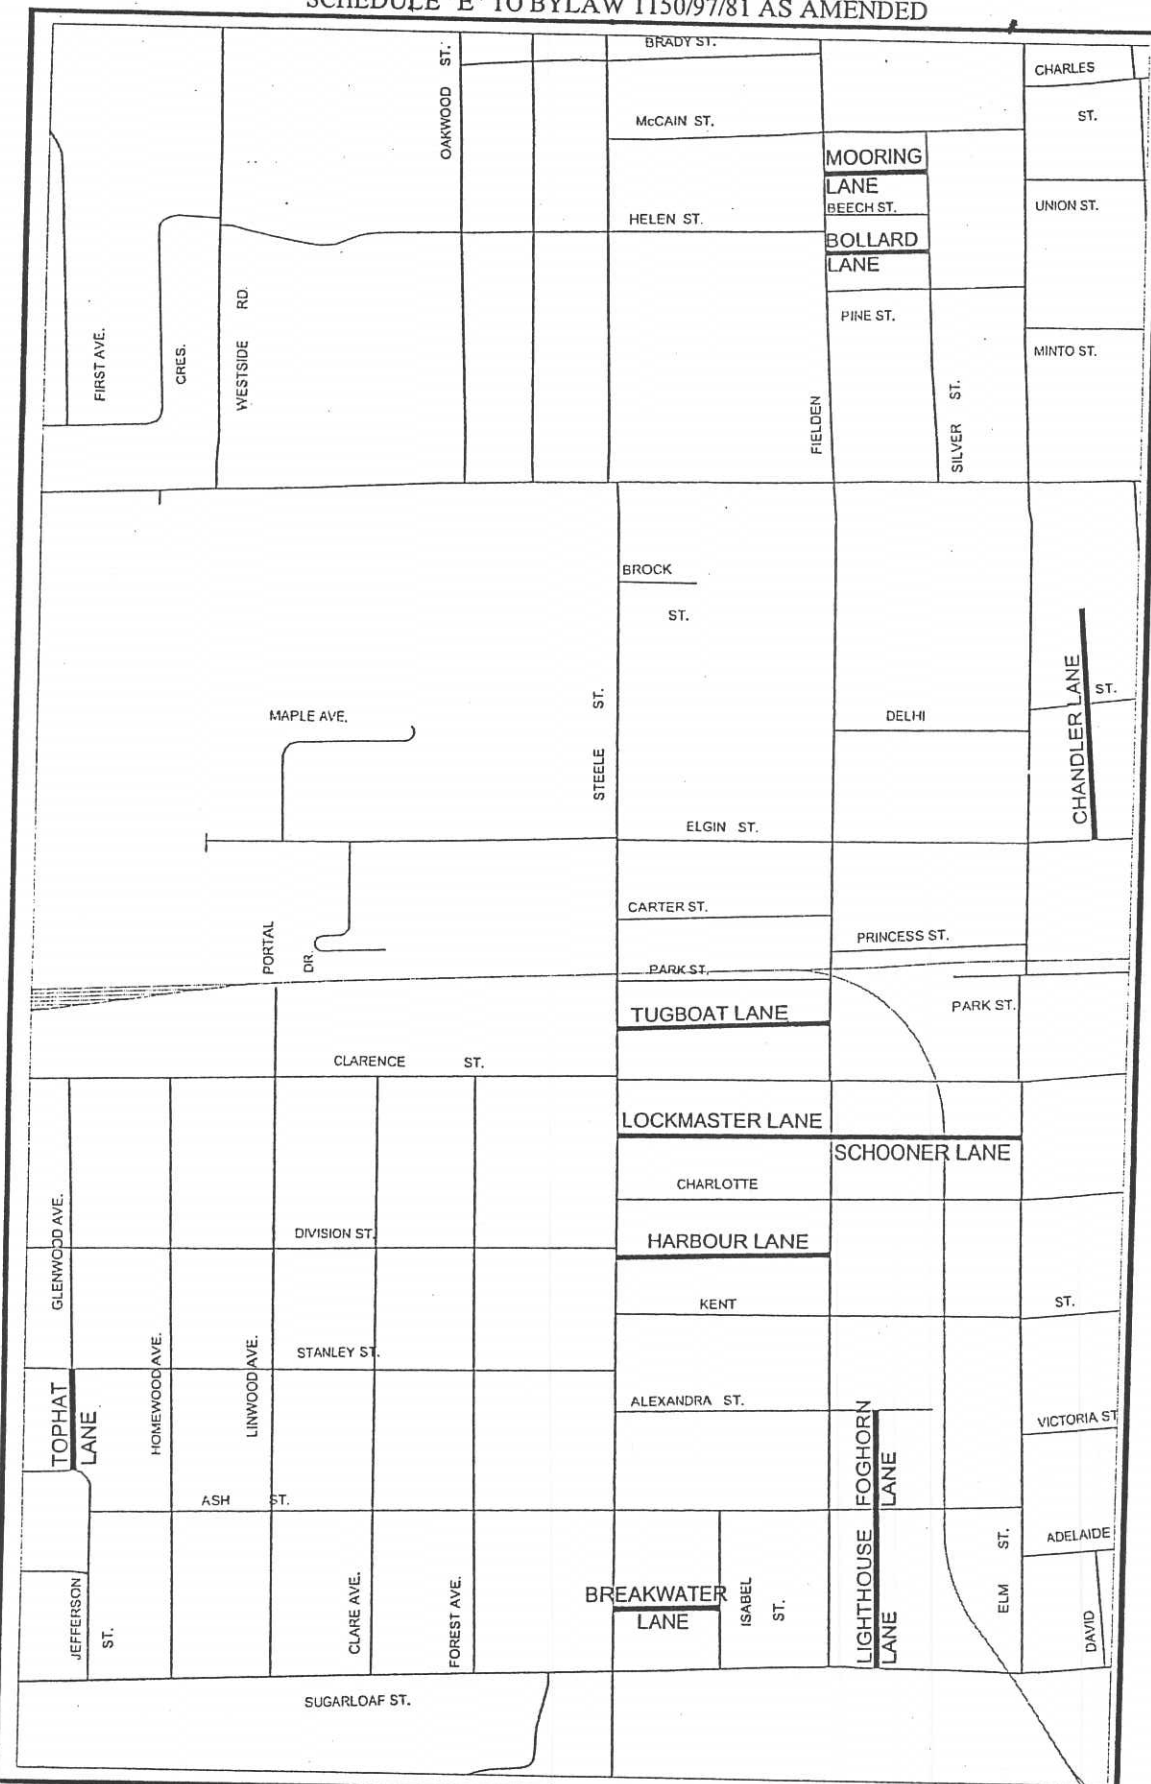 SCHEDULE "E" TO BYLAW 1150/97/81 AS AMENDED
BRADY ST.
OAKWOOD ST.
CHARLES
ST.
McCAIN ST.
MOORING
LANE
BEECH ST.
HELEN ST.
UNION ST.
BOLLARD
LANE
PINE ST.
FIRST AVE.
CRES.
WESTSIDE RD.
MINTO ST.
FIELDEN
SILVER ST.
BROCK
ST.
STEELE ST.
MAPLE AVE.
DELHI
ST.
CHANDLER LANE
ELGIN ST.
CARTER ST.
PRINCESS ST.
PORTAL
DR.
PARK ST.
PARK ST.
TUGBOAT LANE
CLARENCE ST.
LOCKMASTER LANE
SCHOONER LANE
CHARLOTTE
GLENWOOD AVE.
DIVISION ST.
HARBOUR LANE
KENT
ST.
HOMEWOOD AVE.
LINWOOD AVE.
STANLEY ST.
ALEXANDRA ST.
TOPHAT
LANE
FOGHORN
LANE
VICTORIA ST
ASH ST.
ADELAIDE
ELM ST.
JEFFERSON
ST.
CLARE AVE.
FOREST AVE.
BREAKWATER
LANE
ISABEL
ST.
LIGHTHOUSE
LANE
DAVID
SUGARLOAF ST.